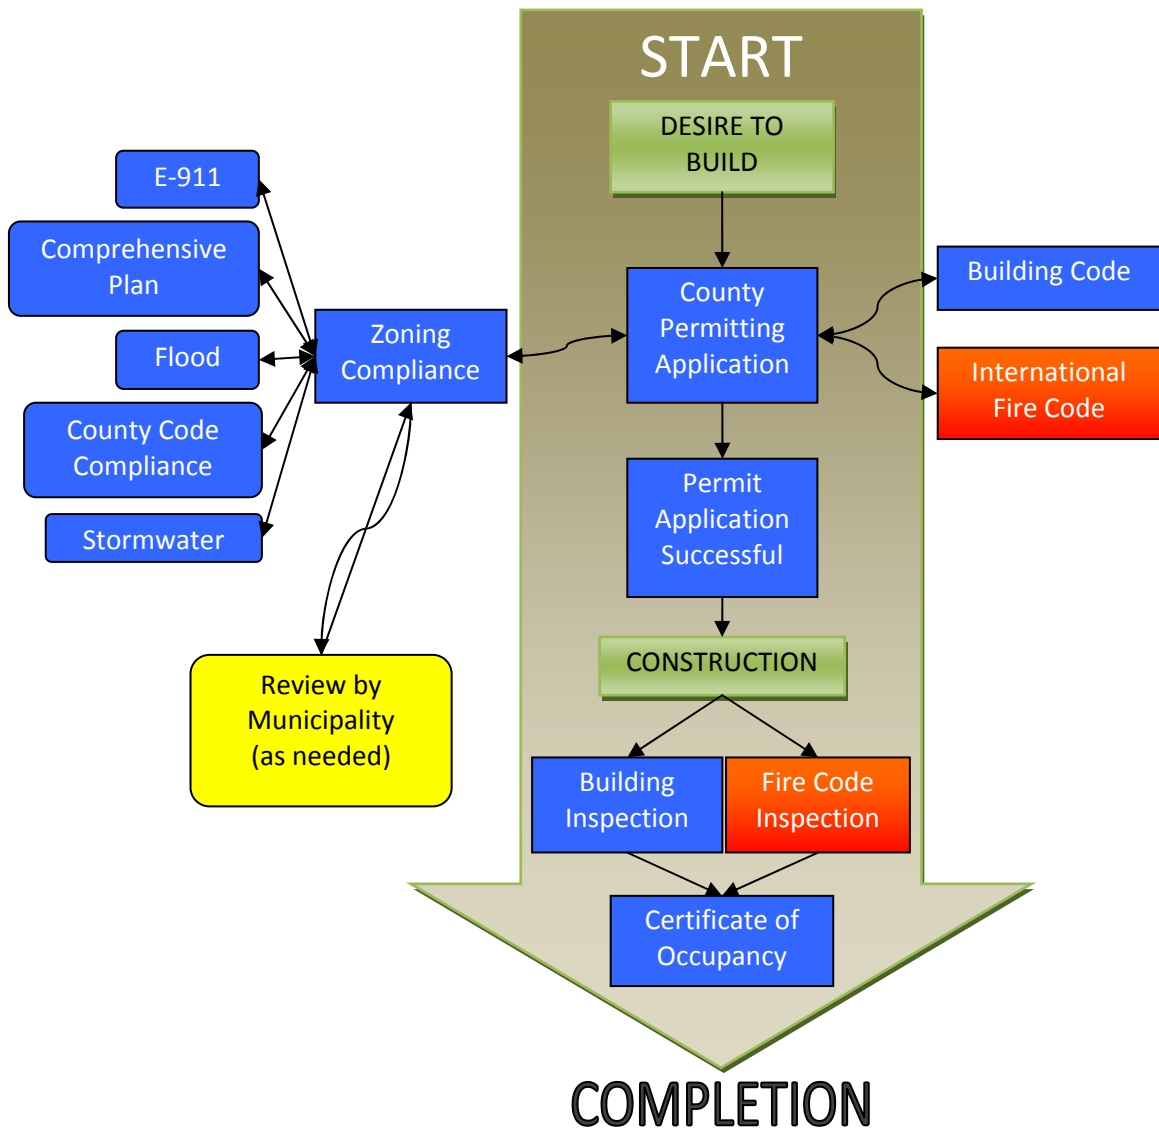 START
DESIRE TO
BUILD
E-911
Comprehensive
Plan
Flood
County Code
Compliance
Stormwater
Zoning
Compliance
County
Permitting
Application
Building Code
International
Fire Code
Permit
Application
Successful
Review by
Municipality
(as needed)
CONSTRUCTION
Building
Inspection
Fire Code
Inspection
Certificate of
Occupancy
COMPLETION